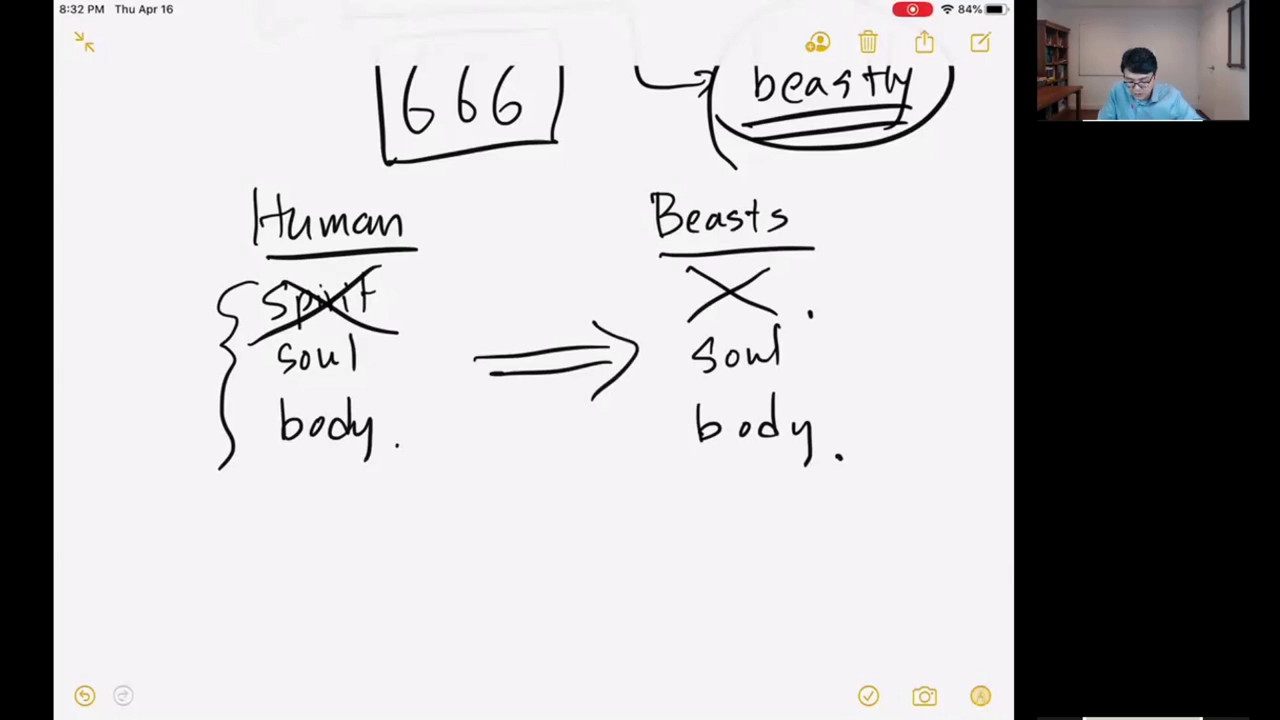 8:32 PM Thu Apr 16 84%
666 beastly
Human Beasts
spirit
soul soul
body. body.